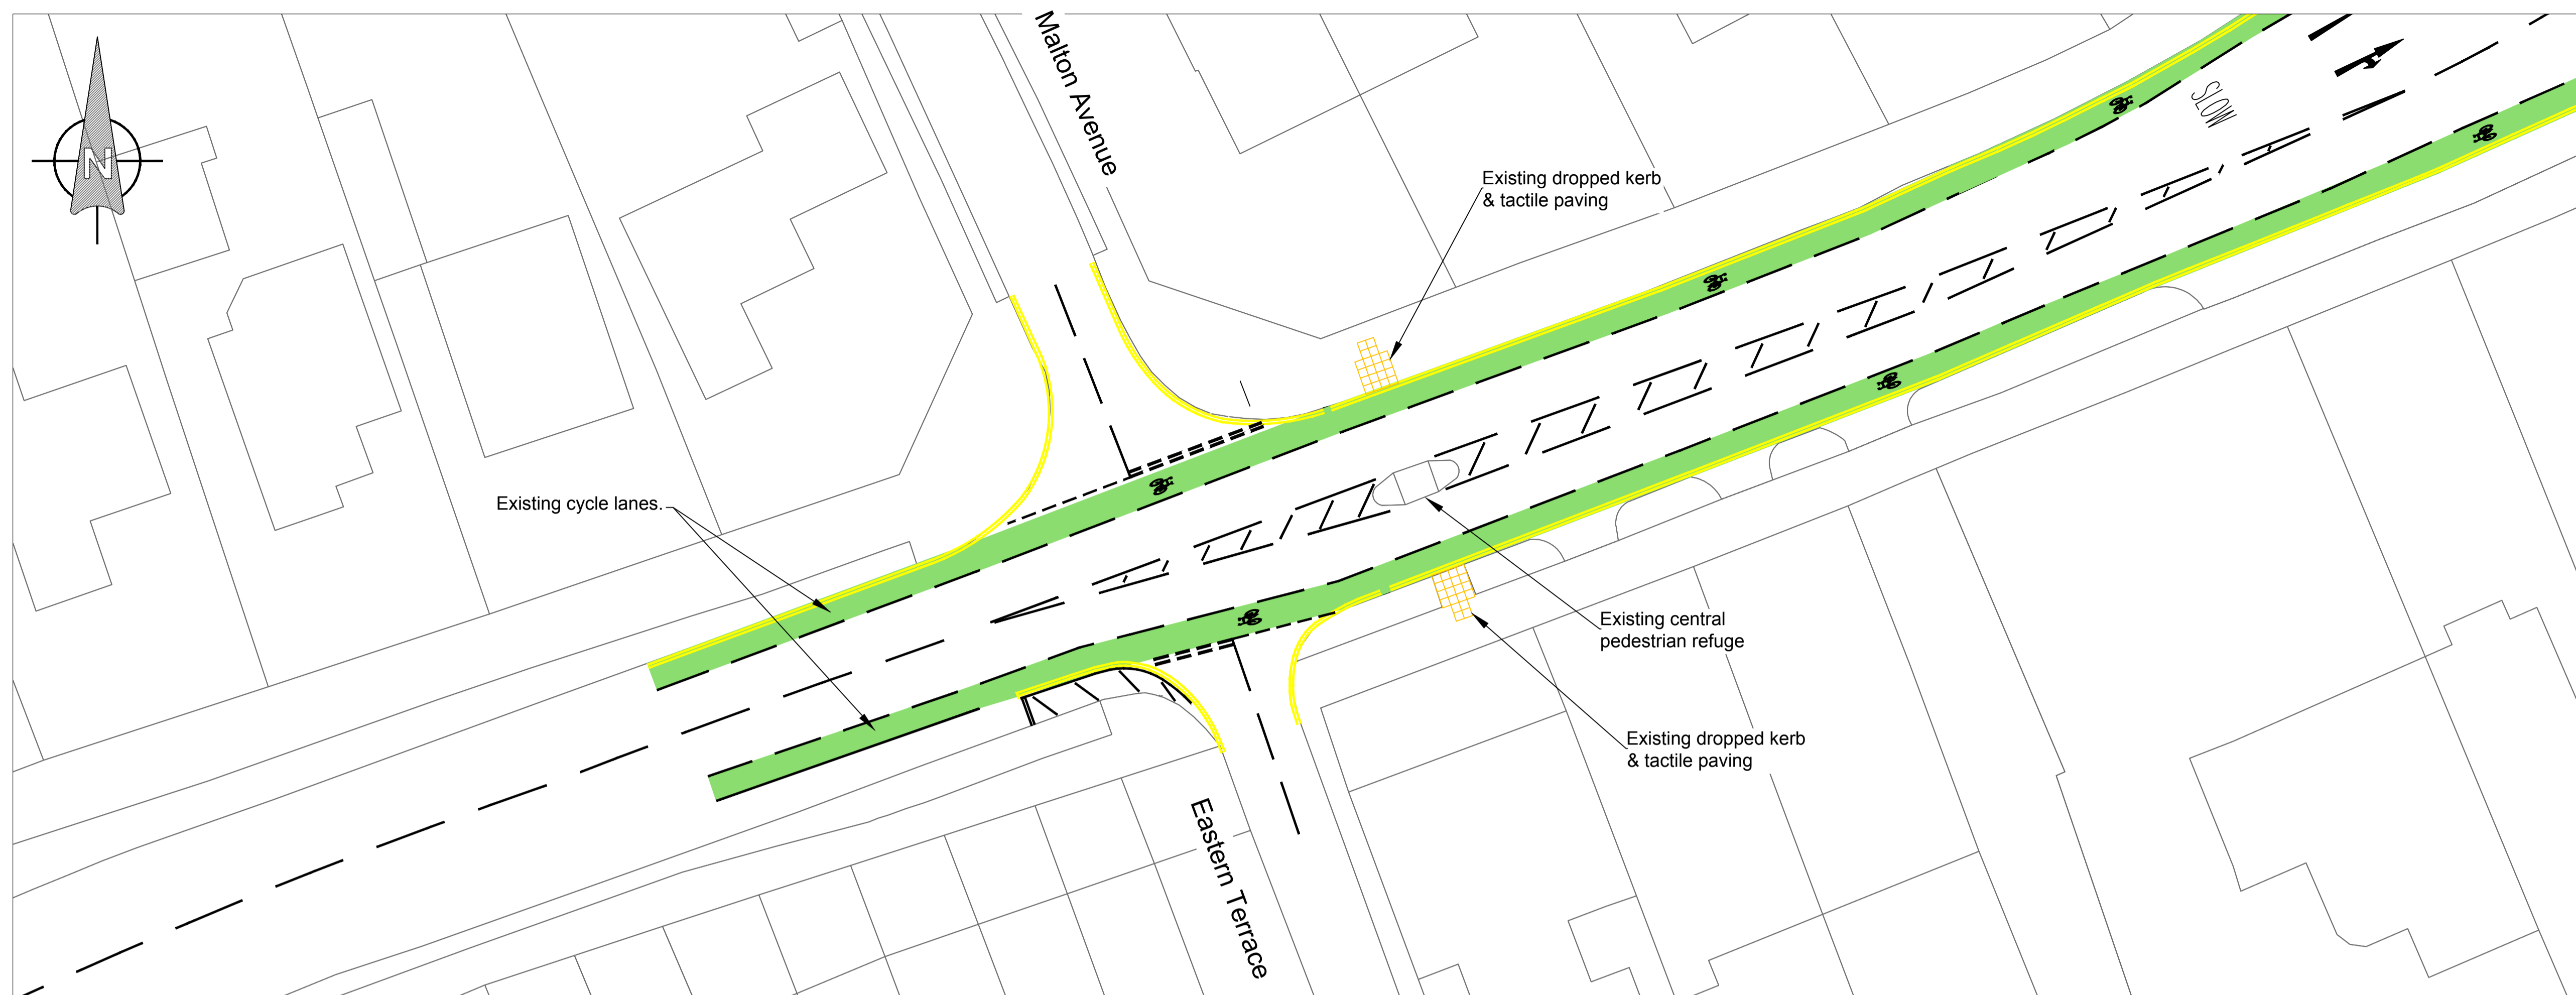 Malton Avenue
N
SLOW
Existing dropped kerb
& tactile paving
Existing cycle lanes.
Existing central
pedestrian refuge
Existing dropped kerb
& tactile paving
Eastern Terrace